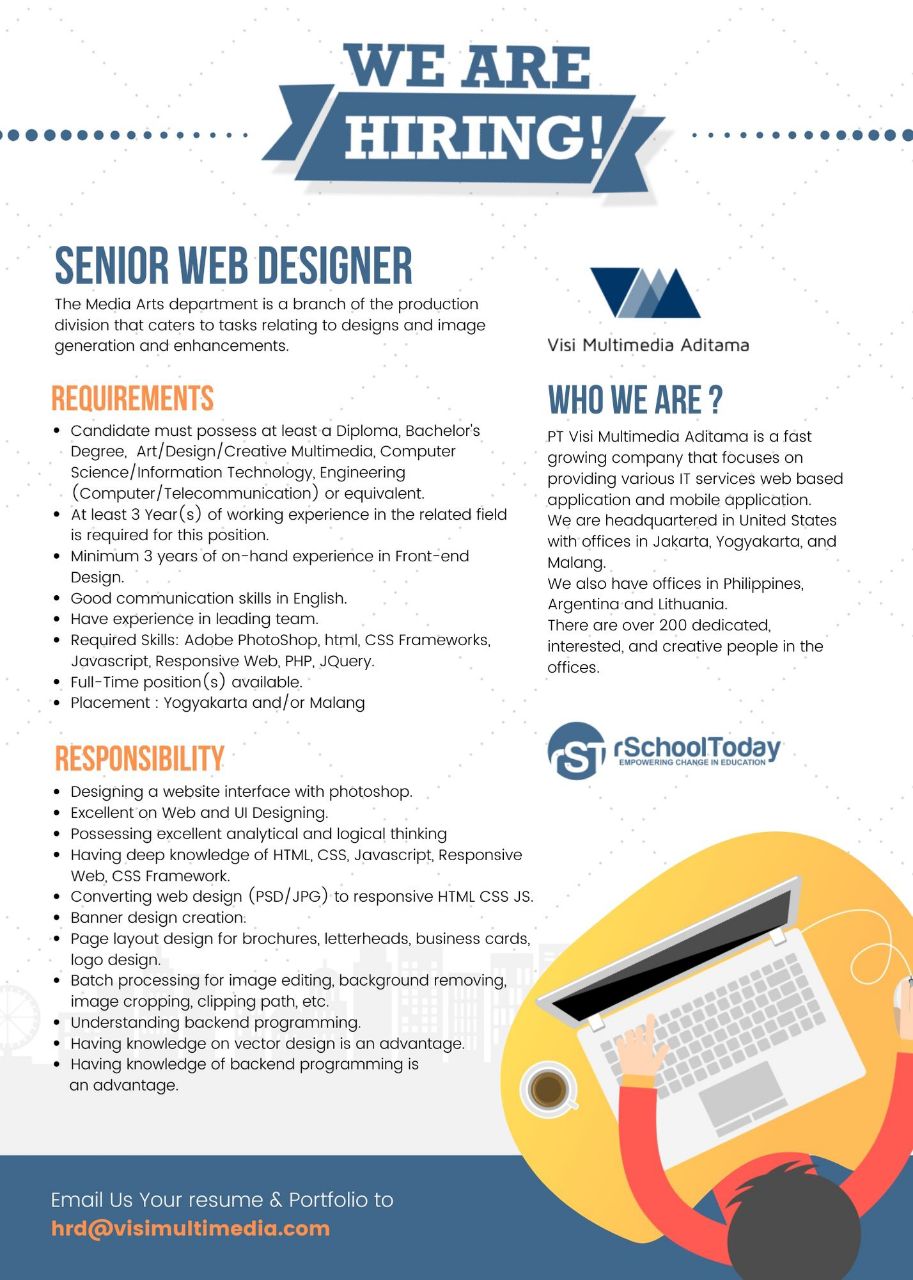 WE ARE
HIRING!
SENIOR WEB DESIGNER
The Media Arts department is a branch of the production
division that caters to tasks relating to designs and image
generation and enhancements.
REQUIREMENTS
• Candidate must possess at least a Diploma, Bachelor's
Degree, Art/Design/Creative Multimedia, Computer
Science/Information Technology, Engineering
(Computer/Telecommunication) or equivalent.
• At least 3 Year(s) of working experience in the related field
is required for this position.
• Minimum 3 years of on-hand experience in Front-end
Design.
• Good communication skills in English.
• Have experience in leading team.
• Required Skills: Adobe PhotoShop, html, CSS Frameworks,
Javascript, Responsive Web, PHP, JQuery.
• Full-Time position(s) available.
• Placement : Yogyakarta and/or Malang
RESPONSIBILITY
• Designing a website interface with photoshop.
• Excellent on Web and UI Designing.
• Possessing excellent analytical and logical thinking
• Having deep knowledge of HTML, CSS, Javascript, Responsive
Web, CSS Framework.
• Converting web design (PSD/JPG) to responsive HTML CSS JS.
• Banner design creation.
• Page layout design for brochures, letterheads, business cards,
logo design.
• Batch processing for image editing, background removing,
image cropping, clipping path, etc.
• Understanding backend programming.
• Having knowledge on vector design is an advantage.
• Having knowledge of backend programming is
an advantage.
Visi Multimedia Aditama
WHO WE ARE ?
PT Visi Multimedia Aditama is a fast
growing company that focuses on
providing various IT services web based
application and mobile application.
We are headquartered in United States
with offices in Jakarta, Yogyakarta, and
Malang.
We also have offices in Philippines,
Argentina and Lithuania.
There are over 200 dedicated,
interested, and creative people in the
offices.
rST rSchoolToday
EMPOWERING CHANGE IN EDUCATION
Email Us Your resume & Portfolio to
hrd@visimultimedia.com